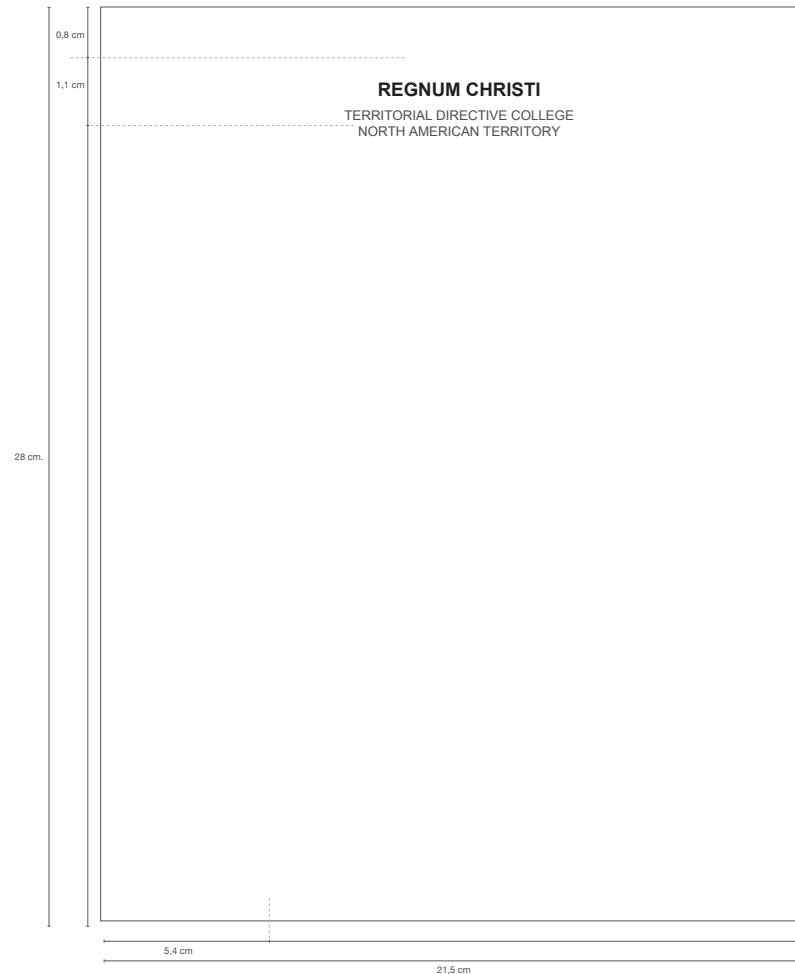 0,8 cm
1,1 cm
REGNUM CHRISTI
TERRITORIAL DIRECTIVE COLLEGE
NORTH AMERICAN TERRITORY
28 cm.
5,4 cm
21,5 cm